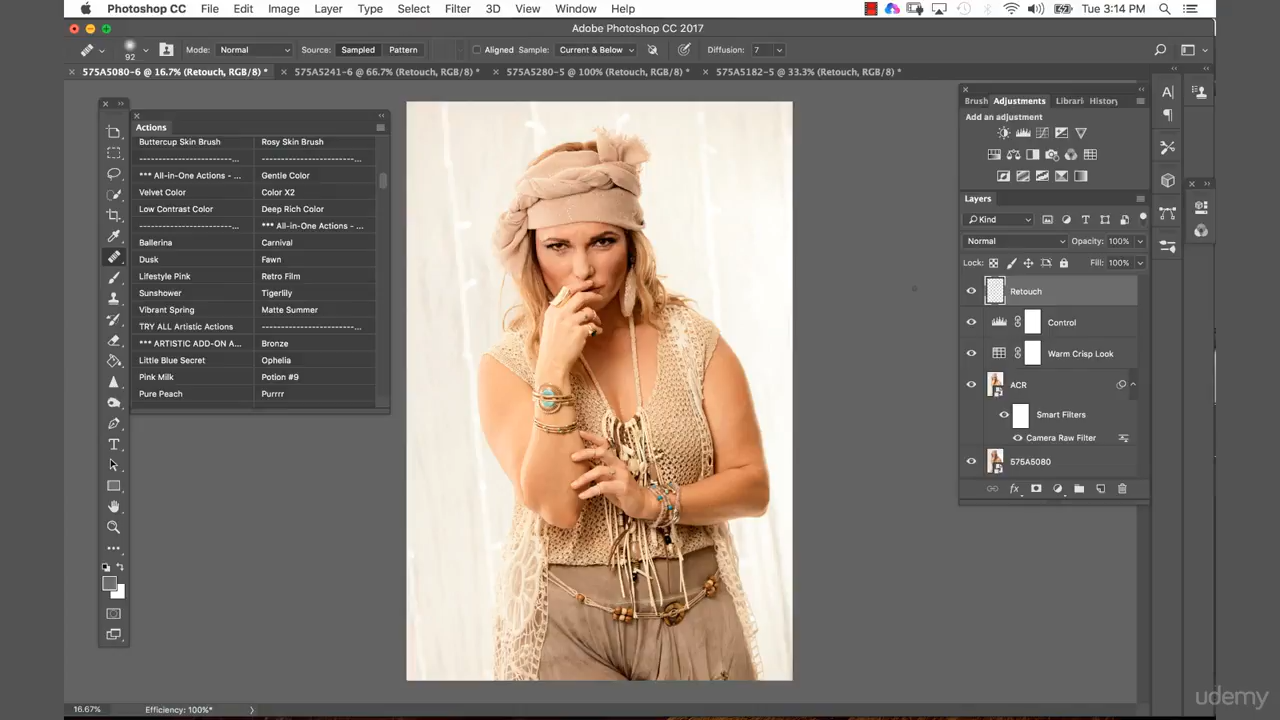 Photoshop CC File Edit Image Layer Type Select Filter 3D View Window Help Tue 3:14 PM
Adobe Photoshop CC 2017
92 Mode: Normal Source: Sampled Pattern Aligned Sample: Current & Below Diffusion: 7
575A5080-6 @ 16.7% (Retouch, RGB/8) * 575A5241-6 @ 66.7% (Retouch, RGB/8) * 575A5280-5 @ 100% (Retouch, RGB/8) * 575A5182-5 @ 33.3% (Retouch, RGB/8) *
Actions
Buttercup Skin Brush Rosy Skin Brush
------------------------... ------------------------...
*** All-in-One Actions - ... Gentle Color
Velvet Color Color X2
Low Contrast Color Deep Rich Color
------------------------... *** All-in-One Actions - ...
Ballerina Carnival
Dusk Fawn
Lifestyle Pink Retro Film
Sunshower Tigerlily
Vibrant Spring Matte Summer
TRY ALL Artistic Actions ------------------------...
*** ARTISTIC ADD-ON A... Bronze
Little Blue Secret Ophelia
Pink Milk Potion #9
Pure Peach Purrrr
Brush Adjustments Librari History
Add an adjustment
Layers
Kind
Normal Opacity: 100%
Lock: Fill: 100%
Retouch
Control
Warm Crisp Look
ACR
Smart Filters
Camera Raw Filter
575A5080
fx
16.67% Efficiency: 100%*
udemy